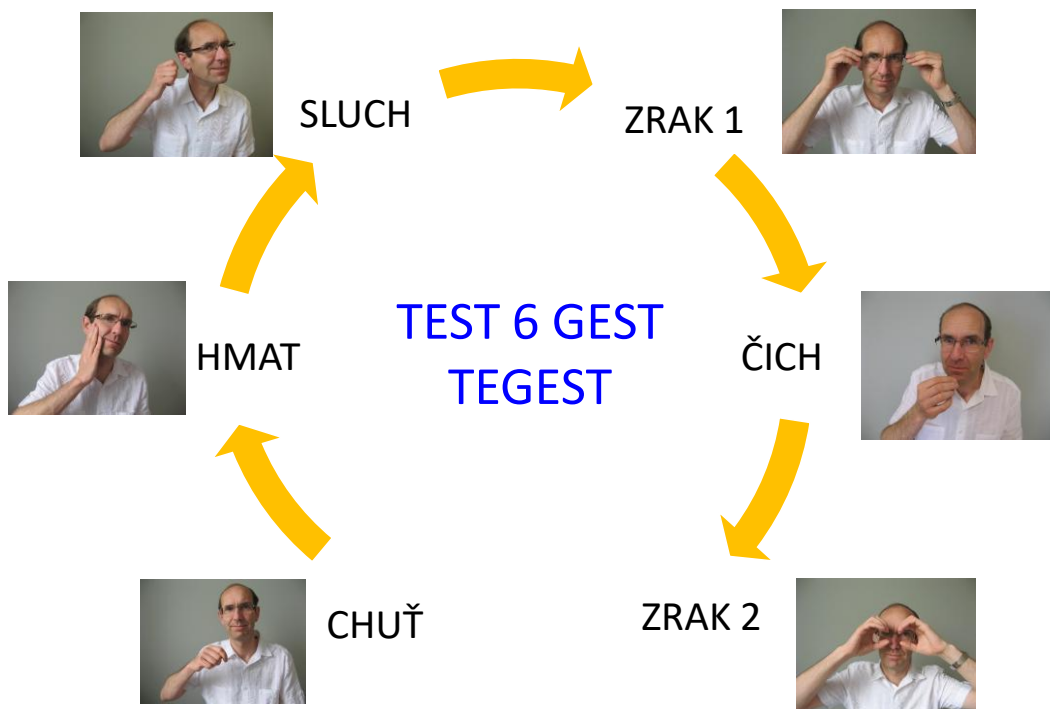 SLUCH
ZRAK 1
TEST 6 GEST
TEGEST
HMAT
ČICH
CHUŤ
ZRAK 2